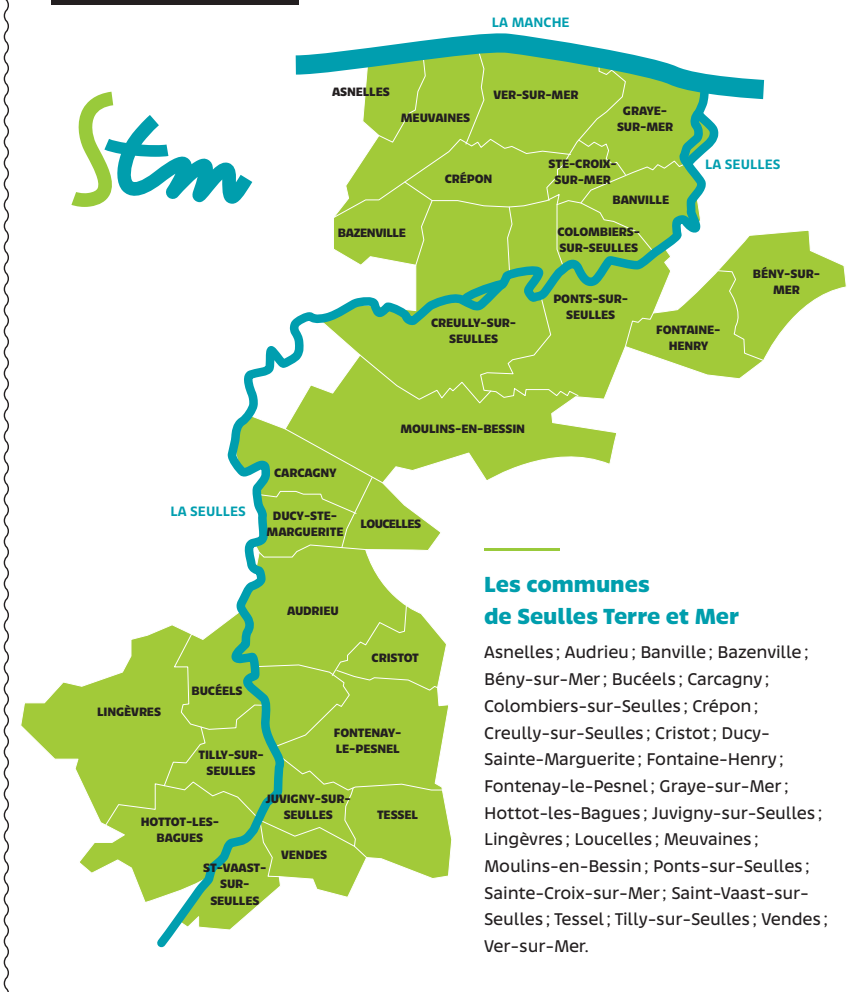 LA MANCHE
ASNELLES
MEUVAINES
VER-SUR-MER
GRAYE-
SUR-MER
Stm
LA SEULLES
STE-CROIX-
SUR-MER
CRÉPON
BANVILLE
BAZENVILLE
COLOMBIERS-
SUR-SEULLES
BÉNY-SUR-
MER
PONTS-SUR-
SEULLES
CREULLY-SUR-
SEULLES
FONTAINE-
HENRY
MOULINS-EN-BESSIN
CARCAGNY
LA SEULLES
DUCY-STE-
MARGUERITE
LOUCELLES
AUDRIEU
CRISTOT
BUCÉELS
LINGÈVRES
FONTENAY-
LE-PESNEL
TILLY-SUR-
SEULLES
JUVIGNY-SUR-
SEULLES
TESSEL
HOTTOT-LES-
BAGUES
VENDES
ST-VAAST-
SUR-
SEULLES
Les communes
de Seulles Terre et Mer
Asnelles ; Audrieu ; Banville ; Bazenville ;
Bény-sur-Mer ; Bucéels ; Carcagny ;
Colombiers-sur-Seulles ; Crépon ;
Creully-sur-Seulles ; Cristot ; Ducy-
Sainte-Marguerite ; Fontaine-Henry ;
Fontenay-le-Pesnel ; Graye-sur-Mer ;
Hottot-les-Bagues ; Juvigny-sur-Seulles ;
Lingèvres ; Loucelles ; Meuvaines ;
Moulins-en-Bessin ; Ponts-sur-Seulles ;
Sainte-Croix-sur-Mer ; Saint-Vaast-sur-
Seulles ; Tessel ; Tilly-sur-Seulles ; Vendes ;
Ver-sur-Mer.